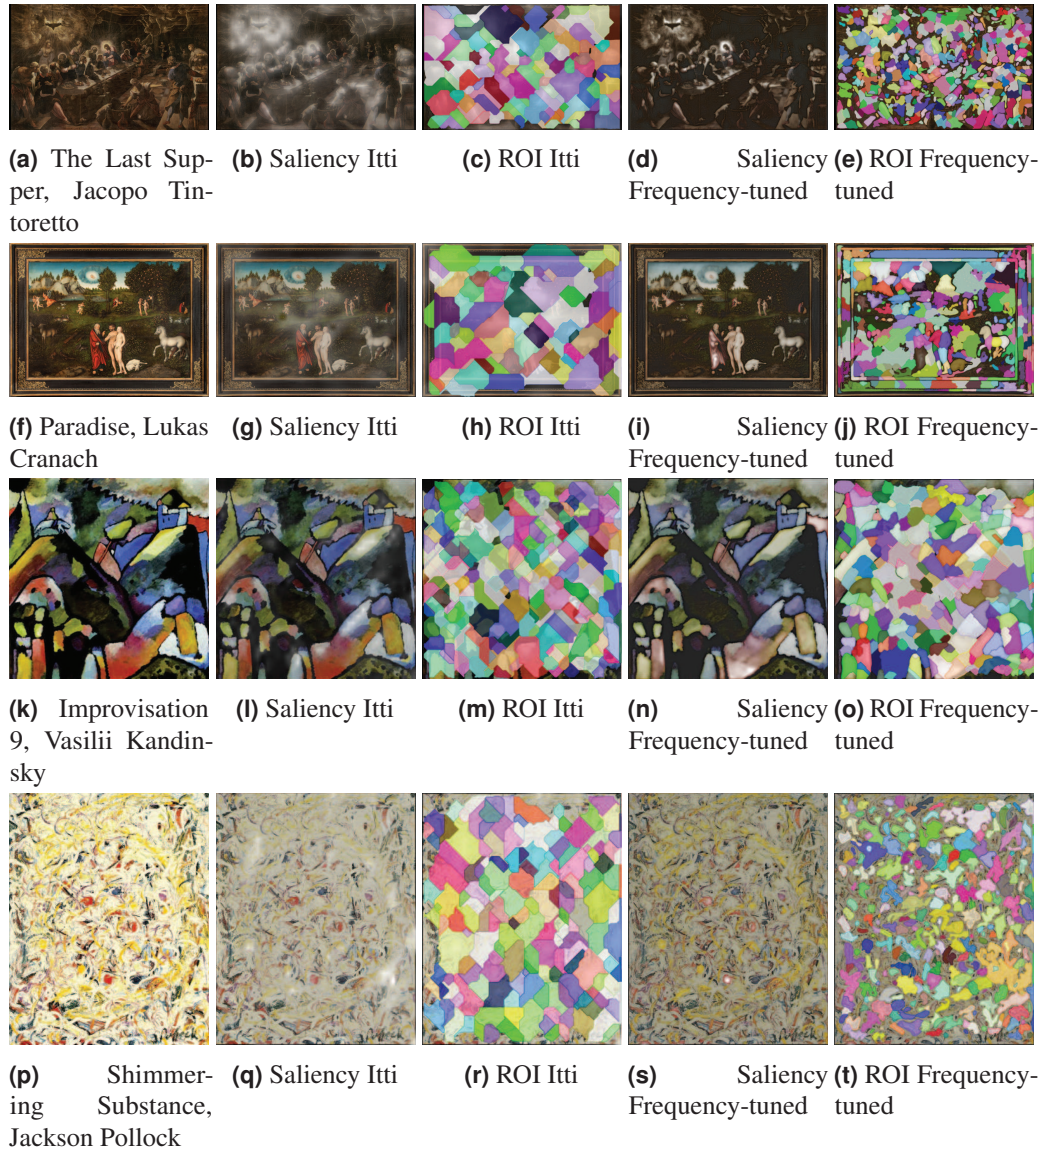 (a) The Last Sup-
per, Jacopo Tin-
toretto
(b) Saliency Itti
(c) ROI Itti
(d) Saliency
Frequency-tuned
(e) ROI Frequency-
tuned
(f) Paradise, Lukas
Cranach
(g) Saliency Itti
(h) ROI Itti
(i) Saliency
Frequency-tuned
(j) ROI Frequency-
tuned
(k) Improvisation
9, Vasilii Kandin-
sky
(l) Saliency Itti
(m) ROI Itti
(n) Saliency
Frequency-tuned
(o) ROI Frequency-
tuned
(p) Shimmer-
ing Substance,
Jackson Pollock
(q) Saliency Itti
(r) ROI Itti
(s) Saliency
Frequency-tuned
(t) ROI Frequency-
tuned